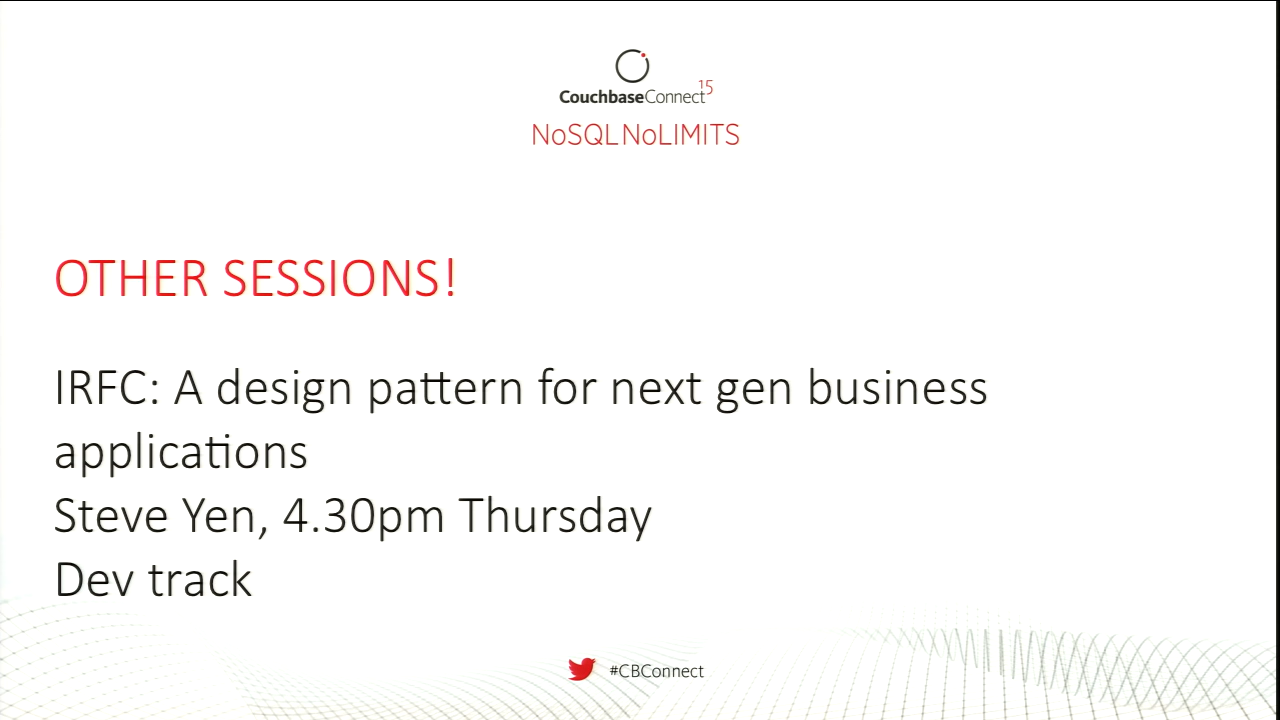 CouchbaseConnect15
NoSQLNoLIMITS
OTHER SESSIONS!
IRFC: A design pattern for next gen business
applications
Steve Yen, 4.30pm Thursday
Dev track
#CBConnect